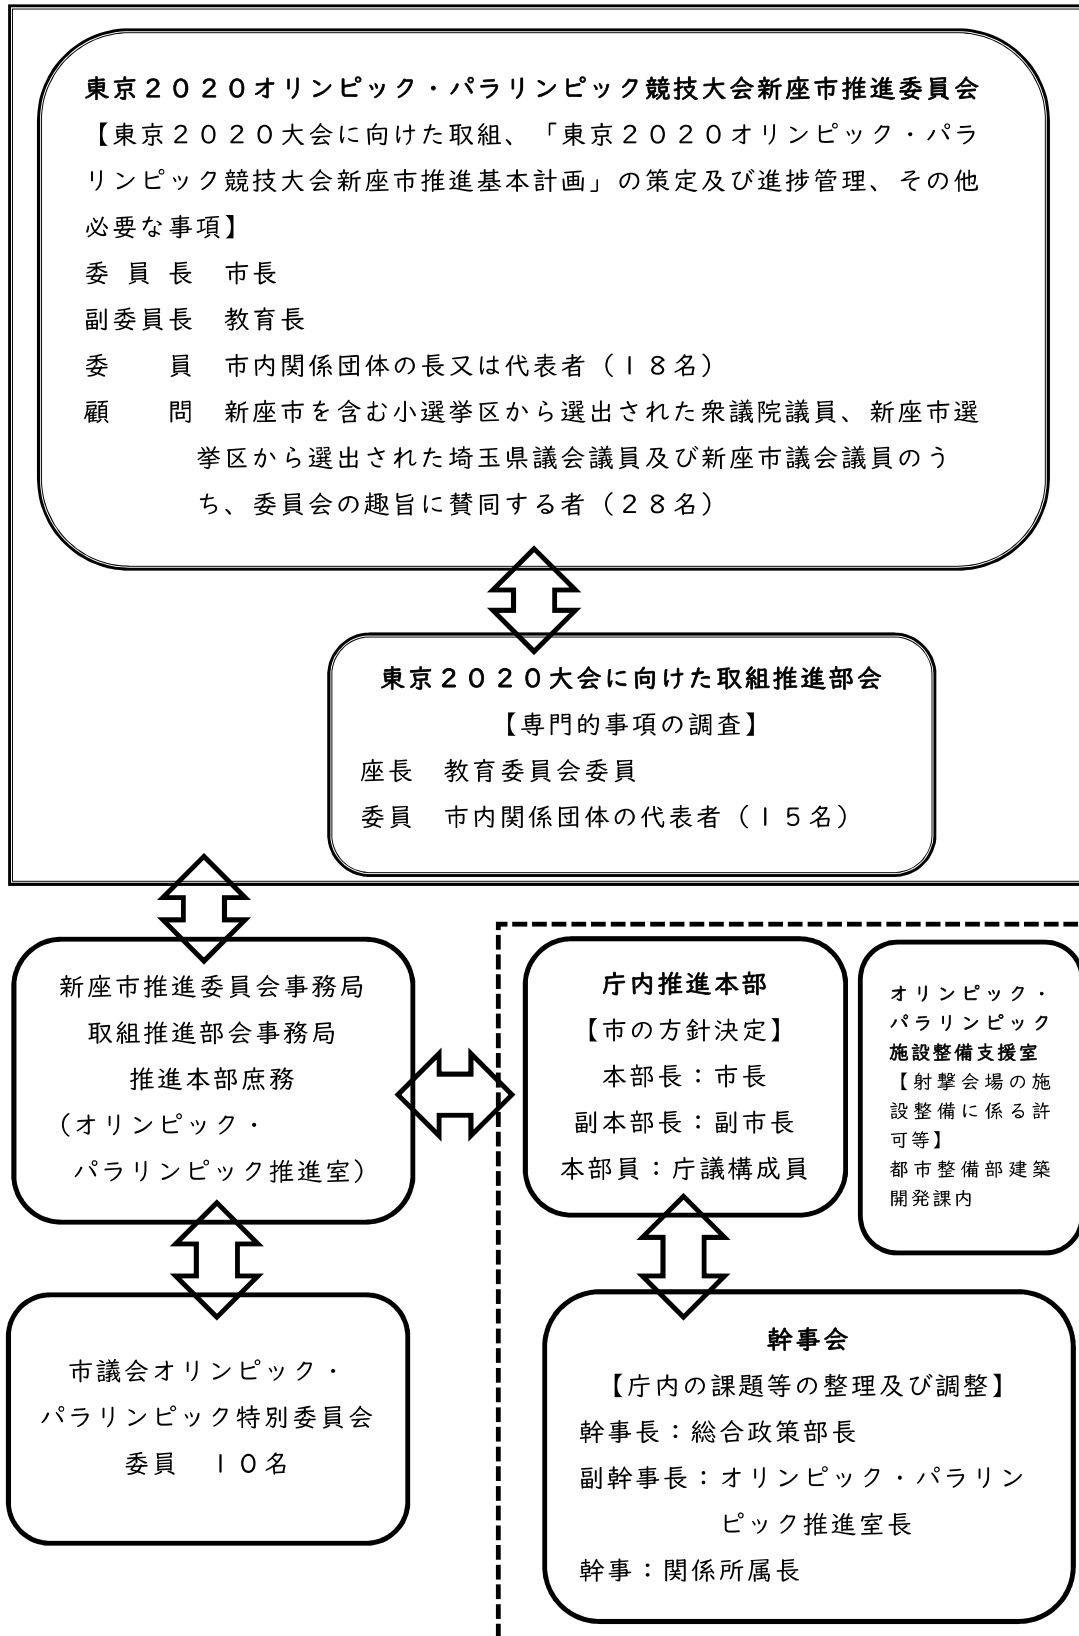 東京２０２０オリンピック・パラリンピック競技大会新座市推進委員会
【東京２０２０大会に向けた取組、「東京２０２０オリンピック・パラ
リンピック競技大会新座市推進基本計画」の策定及び進捗管理、その他
必要な事項】
委　員　長　市長
副委員長　教育長
委　　員　市内関係団体の長又は代表者（１８名）
顧　　問　新座市を含む小選挙区から選出された衆議院議員、新座市選
挙区から選出された埼玉県議会議員及び新座市議会議員のう
ち、委員会の趣旨に賛同する者（２８名）
東京２０２０大会に向けた取組推進部会
【専門的事項の調査】
座長　教育委員会委員
委員　市内関係団体の代表者（１５名）
新座市推進委員会事務局
取組推進部会事務局
推進本部庶務
（オリンピック・
パラリンピック推進室）
庁内推進本部
【市の方針決定】
本部長：市長
副本部長：副市長
本部員：庁議構成員
オリンピック・
パラリンピック
施設整備支援室
【射撃会場の施
設整備に係る許
可等】
都市整備部建築
開発課内
市議会オリンピック・
パラリンピック特別委員会
委員　１０名
幹事会
【庁内の課題等の整理及び調整】
幹事長：総合政策部長
副幹事長：オリンピック・パラリン
ピック推進室長
幹事：関係所属長